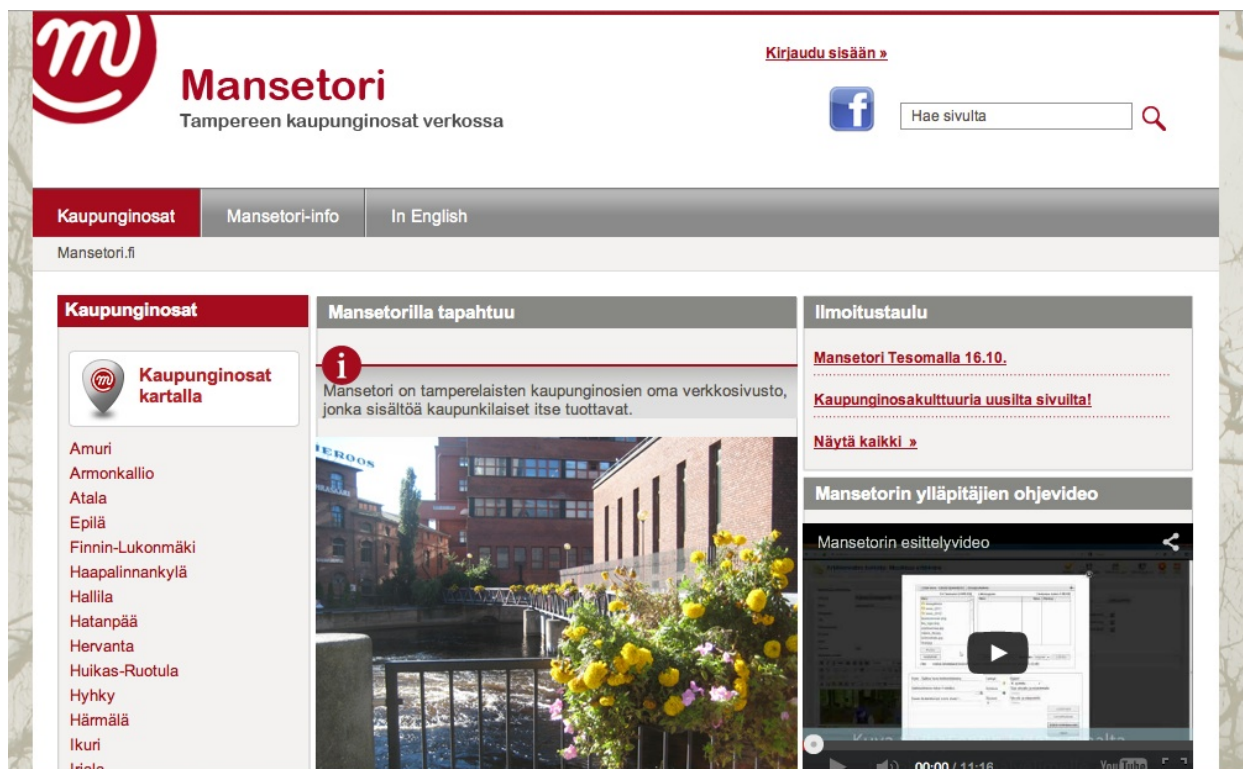 m
Mansetori
Tampereen kaupunginosat verkossa
Kirjaudu sisään »
f
Hae sivulta
Kaupunginosat
Mansetori-info
In English
Mansetori.fi
Kaupunginosat
m
Kaupunginosat
kartalla
Amuri
Armonkallio
Atala
Epilä
Finnin-Lukonmäki
Haapalinnankylä
Hallila
Hatanpää
Hervanta
Huikas-Ruotula
Hyhky
Härmälä
Ikuri
Mansetorilla tapahtuu
i
Mansetori on tamperelaisten kaupunginosien oma verkkosivusto,
jonka sisältöä kaupunkilaiset itse tuottavat.
Ilmoitustaulu
Mansetori Tesomalla 16.10.
Kaupunginosakulttuuria uusilta sivuilta!
Näytä kaikki »
Mansetorin ylläpitäjien ohjevideo
Mansetorin esittelyvideo
00:00 / 11:16
YouTube